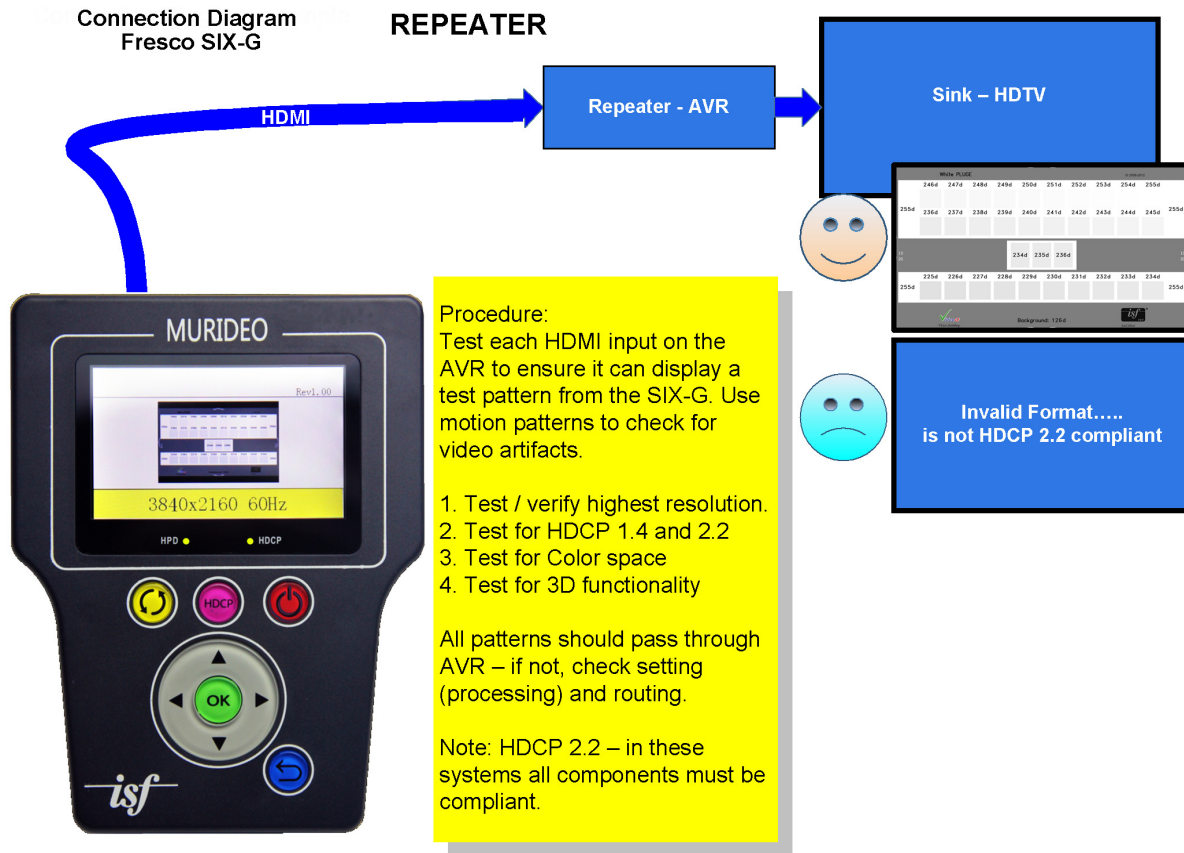 Connection Diagram
Fresco SIX-G
REPEATER
HDMI
Repeater - AVR
Sink – HDTV
White PLUGE
246d 247d 248d 249d 250d 251d 252d 253d 254d 255d
255d 236d 237d 238d 239d 240d 241d 242d 243d 244d 245d 255d
234d 235d 236d
225d 226d 227d 228d 229d 230d 231d 232d 233d 234d
255d 255d
Background: 126d
isf
Invalid Format…..
is not HDCP 2.2 compliant
MURIDEO
Rev1.00
3840x2160 60Hz
HPD HDCP
HDCP
OK
isf
Procedure:
Test each HDMI input on the
AVR to ensure it can display a
test pattern from the SIX-G. Use
motion patterns to check for
video artifacts.
1. Test / verify highest resolution.
2. Test for HDCP 1.4 and 2.2
3. Test for Color space
4. Test for 3D functionality
All patterns should pass through
AVR – if not, check setting
(processing) and routing.
Note: HDCP 2.2 – in these
systems all components must be
compliant.